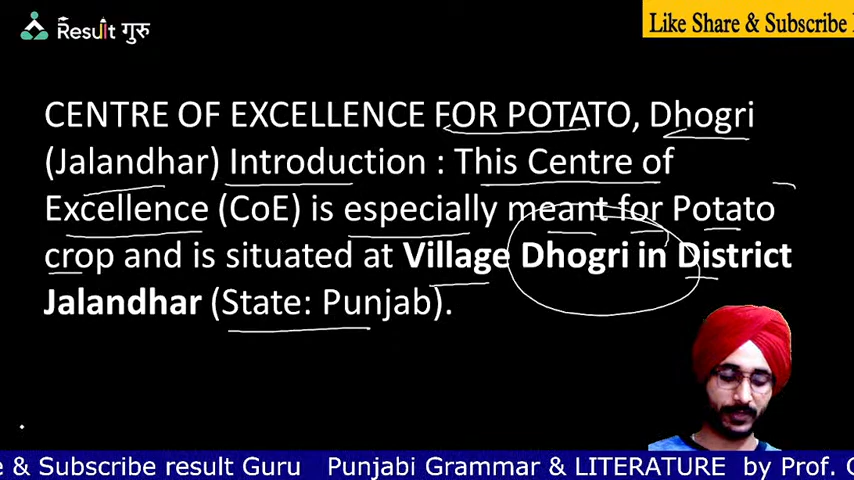 Result गुरु
Like Share & Subscribe
CENTRE OF EXCELLENCE FOR POTATO, Dhogri
(Jalandhar) Introduction : This Centre of
Excellence (CoE) is especially meant for Potato
crop and is situated at Village Dhogri in District
Jalandhar (State: Punjab).
& Subscribe result Guru Punjabi Grammar & LITERATURE by Prof.